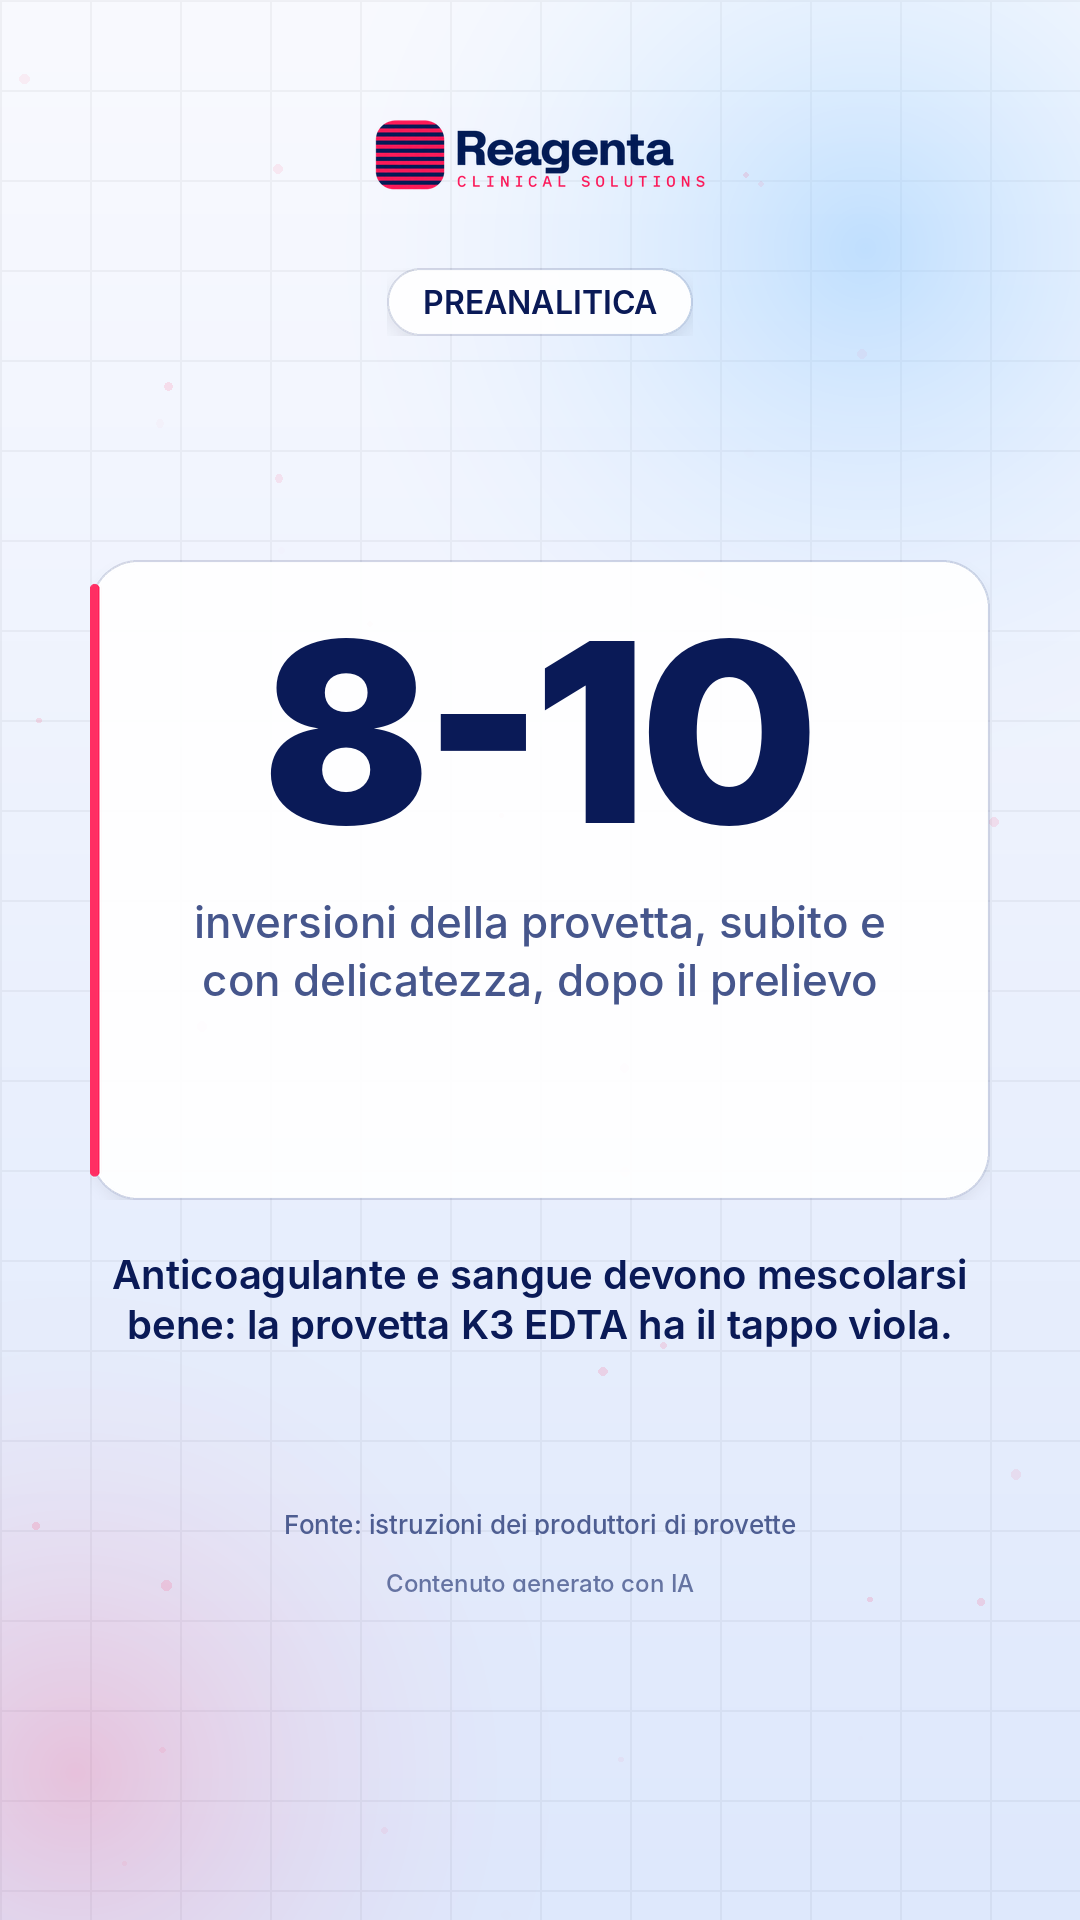 Reagenta
CLINICAL SOLUTIONS
PREANALITICA
8-10
inversioni della provetta, subito e
con delicatezza, dopo il prelievo
Anticoagulante e sangue devono mescolarsi
bene: la provetta K3 EDTA ha il tappo viola.
Fonte: istruzioni dei produttori di provette
Contenuto generato con IA